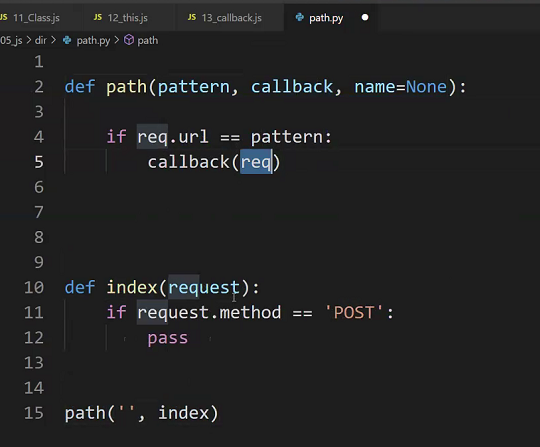 JS 11_Class.js JS 12_this.js JS 13_callback.js path.py
05_js > dir > path.py > path
1
2 def path(pattern, callback, name=None):
3
4 if req.url == pattern:
5 callback(req)
6
7
8
9
10 def index(request):
11 if request.method == 'POST':
12 pass
13
14
15 path('', index)